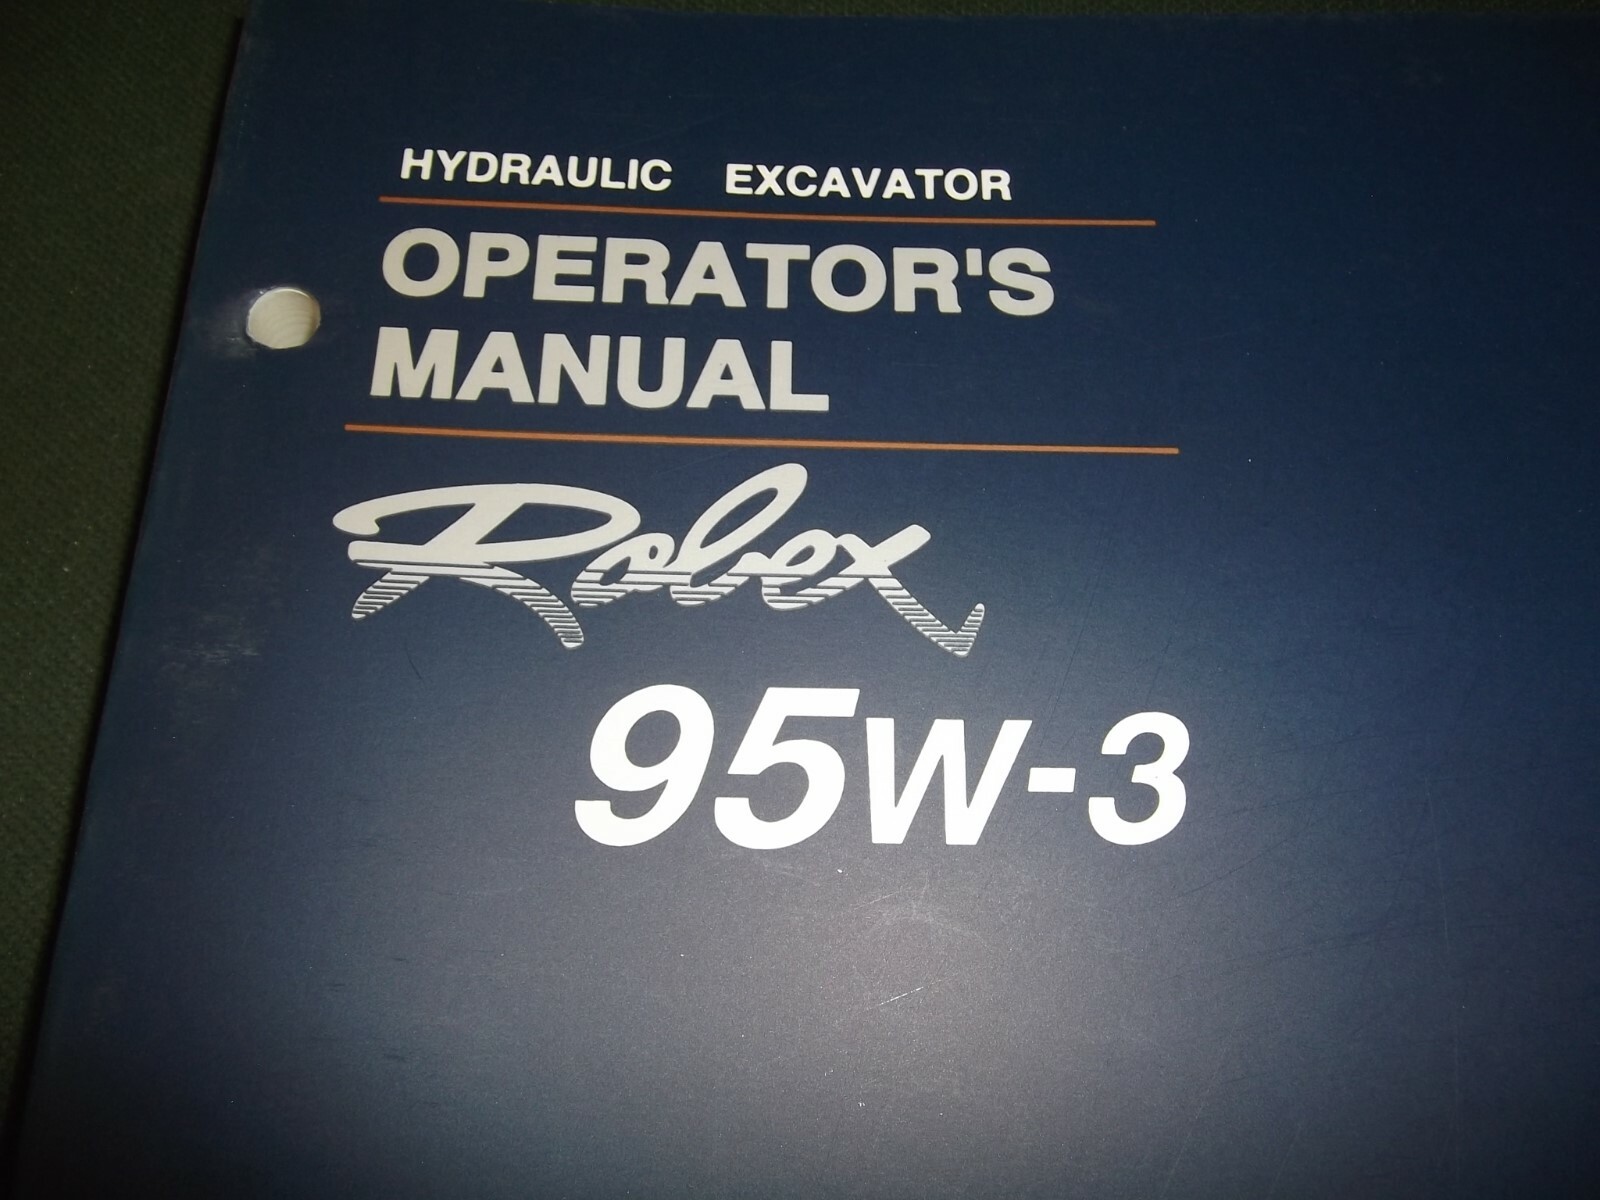 HYDRAULIC EXCAVATOR
OPERATOR'S
MANUAL
Robex
95W-3